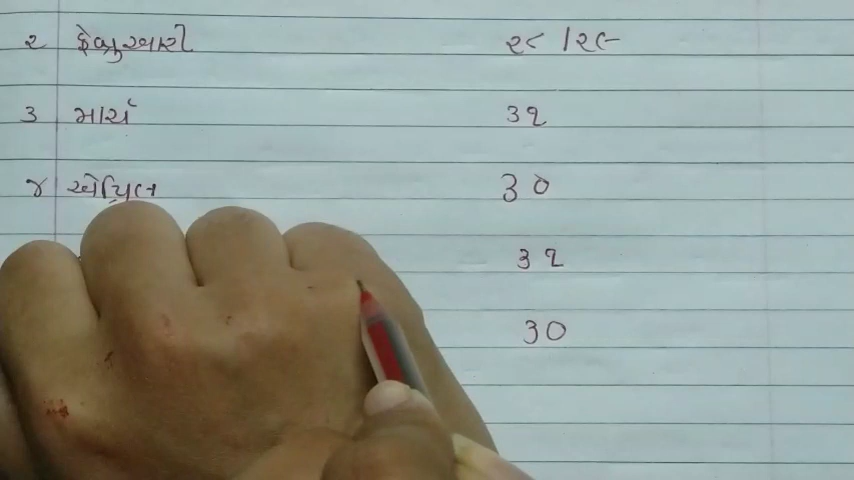 ૨ ફેબ્રુઆરી ૨૮ / ૨૯
૩ માર્ચ ૩૧
૪ એપ્રિલ ૩૦
૩૧
૩૦